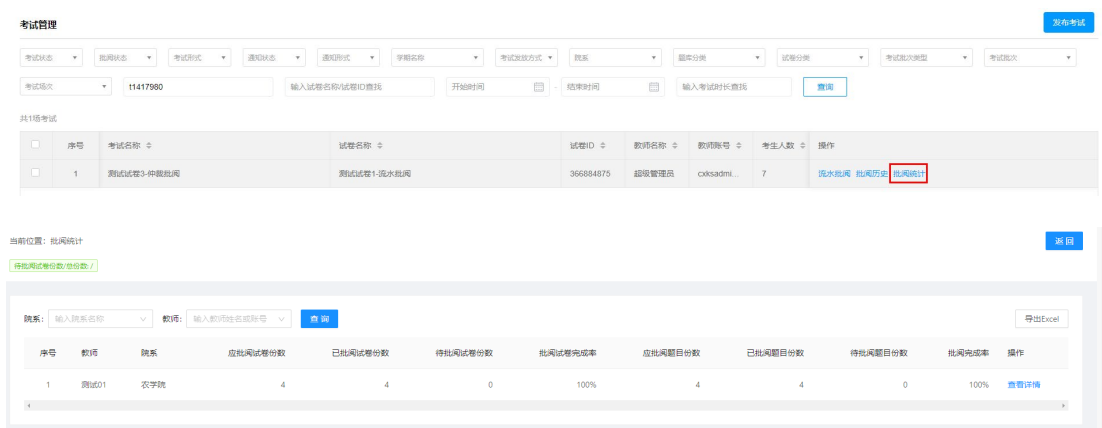 考试管理
发布考试
考试状态 批阅状态 考试形式 通知状态 通知形式 学期名称 考试发放方式 院系 题库分类 试卷分类 考试批次类型 考试批次
考试场次 t1417980 输入试卷名称/试卷ID查找 开始时间 - 结束时间 输入考试时长查找 查询
共1场考试
序号 考试名称 试卷名称 试卷ID 教师名称 教师账号 考生人数 操作
1 测试试卷3-仲裁批阅 测试试卷1-流水批阅 366884875 超级管理员 cxksadmi... 7 流水批阅 批阅历史 批阅统计
当前位置：批阅统计 返 回
待批阅试卷份数/总份数: /
院系: 输入院系名称 教师: 输入教师姓名或账号 查 询 导出Excel
序号 教师 院系 应批阅试卷份数 已批阅试卷份数 待批阅试卷份数 批阅试卷完成率 应批阅题目份数 已批阅题目份数 待批阅题目份数 批阅完成率 操作
1 测试01 农学院 4 4 0 100% 4 4 0 100% 查看详情